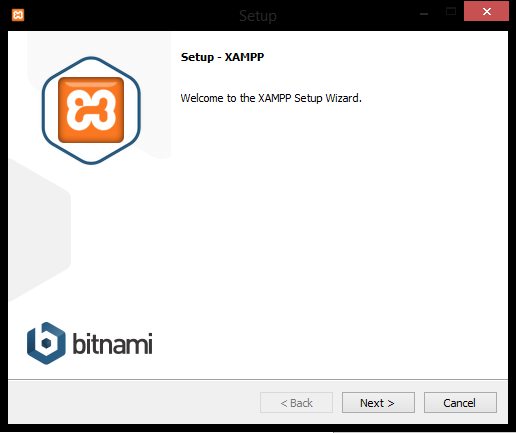 Setup
Setup - XAMPP
Welcome to the XAMPP Setup Wizard.
bitnami
< Back
Next >
Cancel